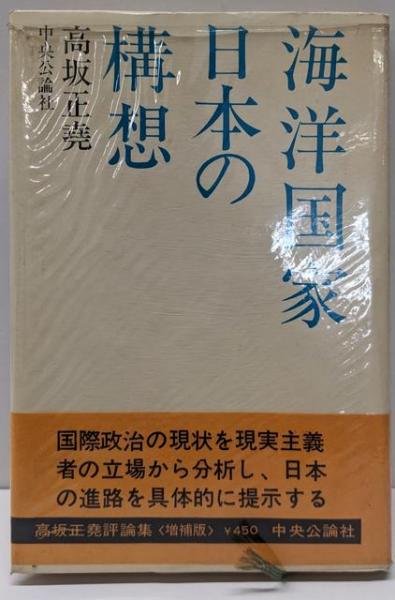 海洋国家
日本の
構想
高坂正堯
中央公論社
国際政治の現状を現実主義
者の立場から分析し、日本
の進路を具体的に提示する
高坂正堯評論集〈増補版〉 ¥450 中央公論社